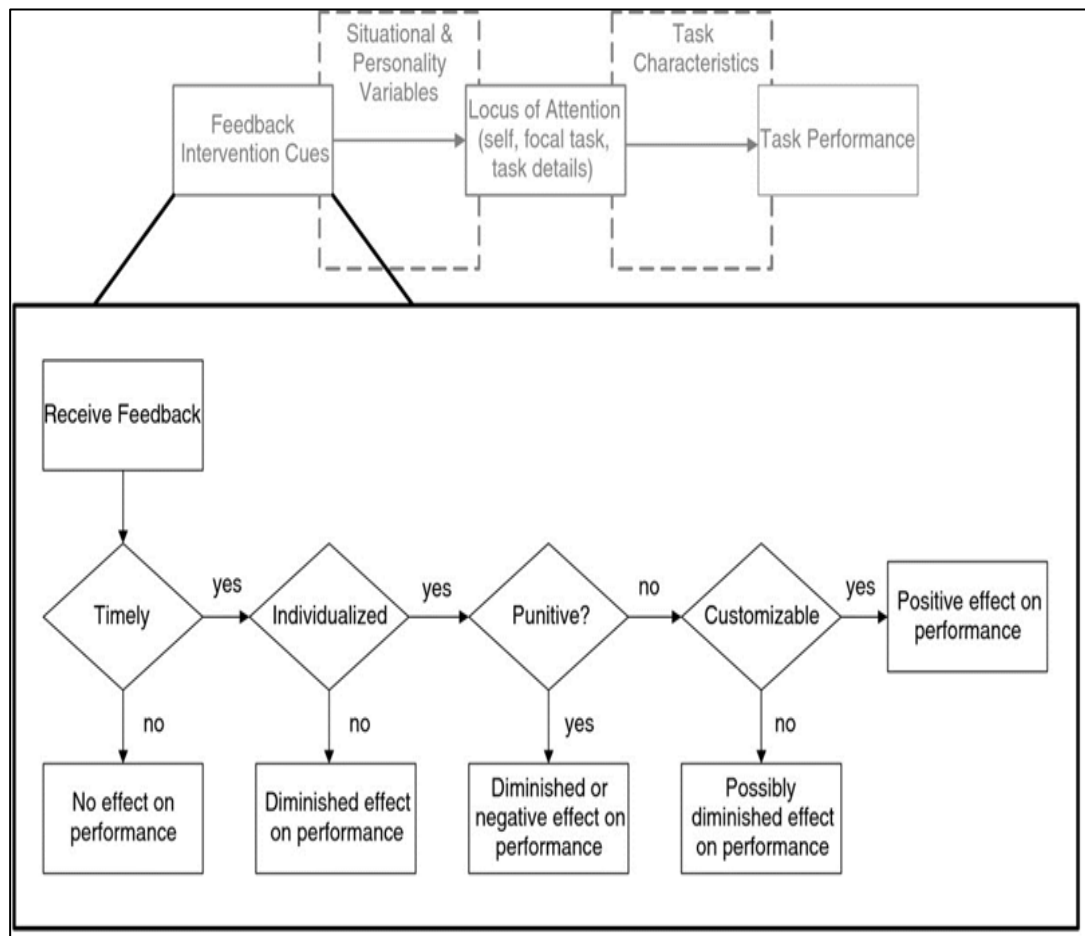 Situational &
Personality
Variables
Task
Characteristics
Feedback
Intervention Cues
Locus of Attention
(self, focal task,
task details)
Task Performance
Receive Feedback
Timely
yes
Individualized
yes
Punitive?
no
Customizable
yes
Positive effect on
performance
no
no
yes
no
No effect on
performance
Diminished effect
on performance
Diminished or
negative effect on
performance
Possibly
diminished effect
on performance